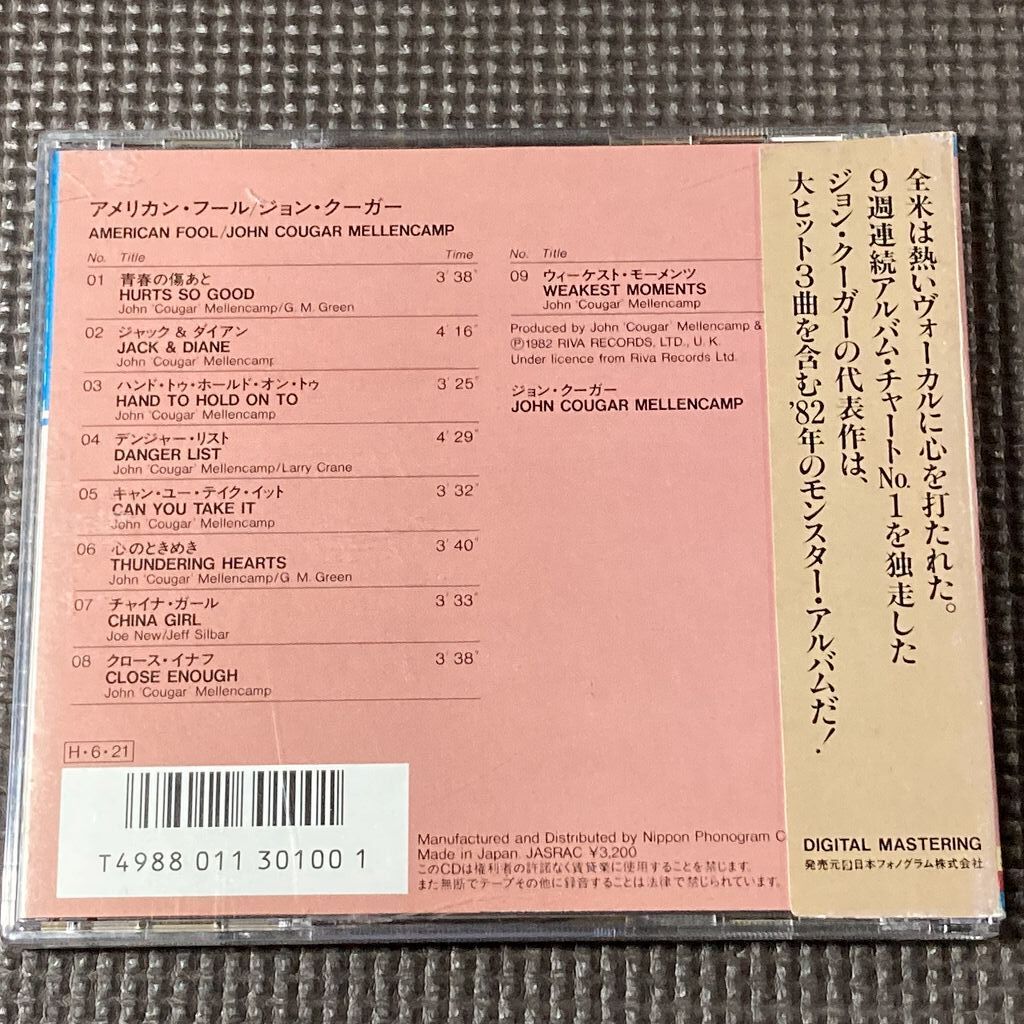 アメリカン・フール/ジョン・クーガー
AMERICAN FOOL/JOHN COUGAR MELLENCAMP
No. Title Time
01 青春の傷あと 3' 38"
HURTS SO GOOD
John 'Cougar' Mellencamp/G. M. Green
02 ジャック & ダイアン 4' 16"
JACK & DIANE
John 'Cougar' Mellencamp
03 ハンド・トゥ・ホールド・オン・トゥ 3' 25"
HAND TO HOLD ON TO
John 'Cougar' Mellencamp
04 デンジャー・リスト 4' 29"
DANGER LIST
John 'Cougar' Mellencamp/Larry Crane
05 キャン・ユー・テイク・イット 3' 32"
CAN YOU TAKE IT
John 'Cougar' Mellencamp
06 心のときめき 3' 40"
THUNDERING HEARTS
John 'Cougar' Mellencamp/G. M. Green
07 チャイナ・ガール 3' 33"
CHINA GIRL
Joe New/Jeff Silbar
08 クロース・イナフ 3' 38"
CLOSE ENOUGH
John 'Cougar' Mellencamp
No. Title
09 ウィーケスト・モーメンツ
WEAKEST MOMENTS
John 'Cougar' Mellencamp
Produced by John 'Cougar' Mellencamp &
Ⓟ1982 RIVA RECORDS, LTD., U. K.
Under licence from Riva Records Ltd.
ジョン・クーガー
JOHN COUGAR MELLENCAMP
H・6・21
T4988 011 30100 1
Manufactured and Distributed by Nippon Phonogram C
Made in Japan. JASRAC ¥3,200
このCDは権利者の許諾なく賃貸業に使用することを禁じます。
また無断でテープその他に録音することは法律で禁じられています。
全米は熱いヴォーカルに心を打たれた。
9週連続アルバム・チャートNo.1を独走した
ジョン・クーガーの代表作は、
大ヒット3曲を含む'82年のモンスター・アルバムだ！
DIGITAL MASTERING
発売元 日本フォノグラム株式会社